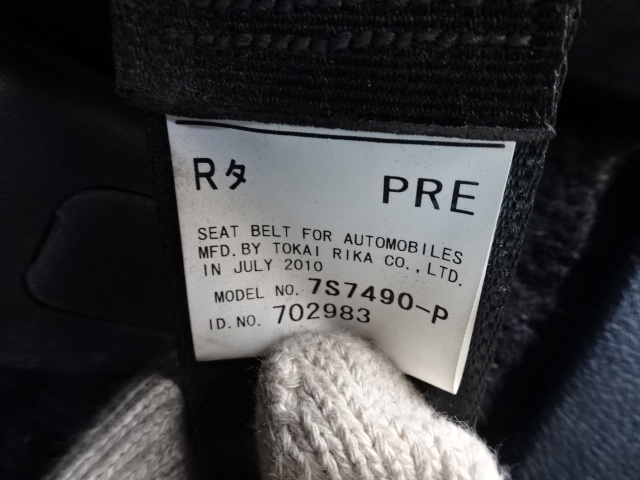 Rタ PRE
SEAT BELT FOR AUTOMOBILES
MFD. BY TOKAI RIKA CO., LTD.
IN JULY 2010
MODEL NO. 7S7490-P
ID. NO. 702983